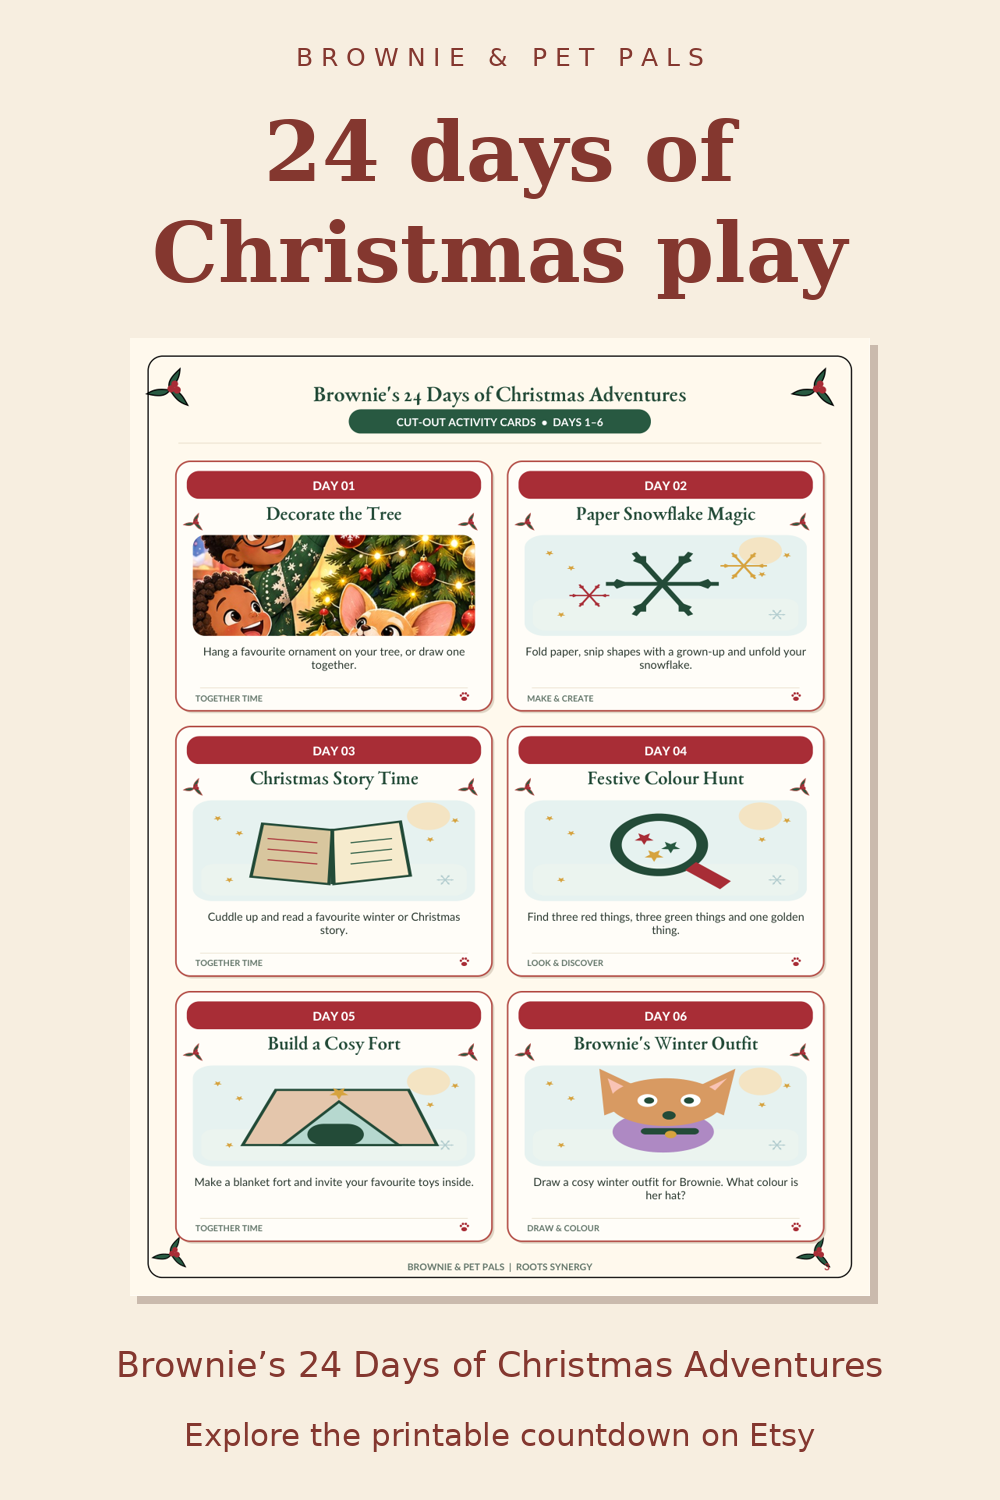 BROWNIE & PET PALS
24 days of
Christmas play
Brownie's 24 Days of Christmas Adventures
CUT-OUT ACTIVITY CARDS • DAYS 1–6
DAY 01
Decorate the Tree
Hang a favourite ornament on your tree, or draw one
together.
TOGETHER TIME
DAY 02
Paper Snowflake Magic
Fold paper, snip shapes with a grown-up and unfold your
snowflake.
MAKE & CREATE
DAY 03
Christmas Story Time
Cuddle up and read a favourite winter or Christmas
story.
TOGETHER TIME
DAY 04
Festive Colour Hunt
Find three red things, three green things and one golden
thing.
LOOK & DISCOVER
DAY 05
Build a Cosy Fort
Make a blanket fort and invite your favourite toys inside.
TOGETHER TIME
DAY 06
Brownie's Winter Outfit
Draw a cosy winter outfit for Brownie. What colour is
her hat?
DRAW & COLOUR
BROWNIE & PET PALS | ROOTS SYNERGY
Brownie’s 24 Days of Christmas Adventures
Explore the printable countdown on Etsy